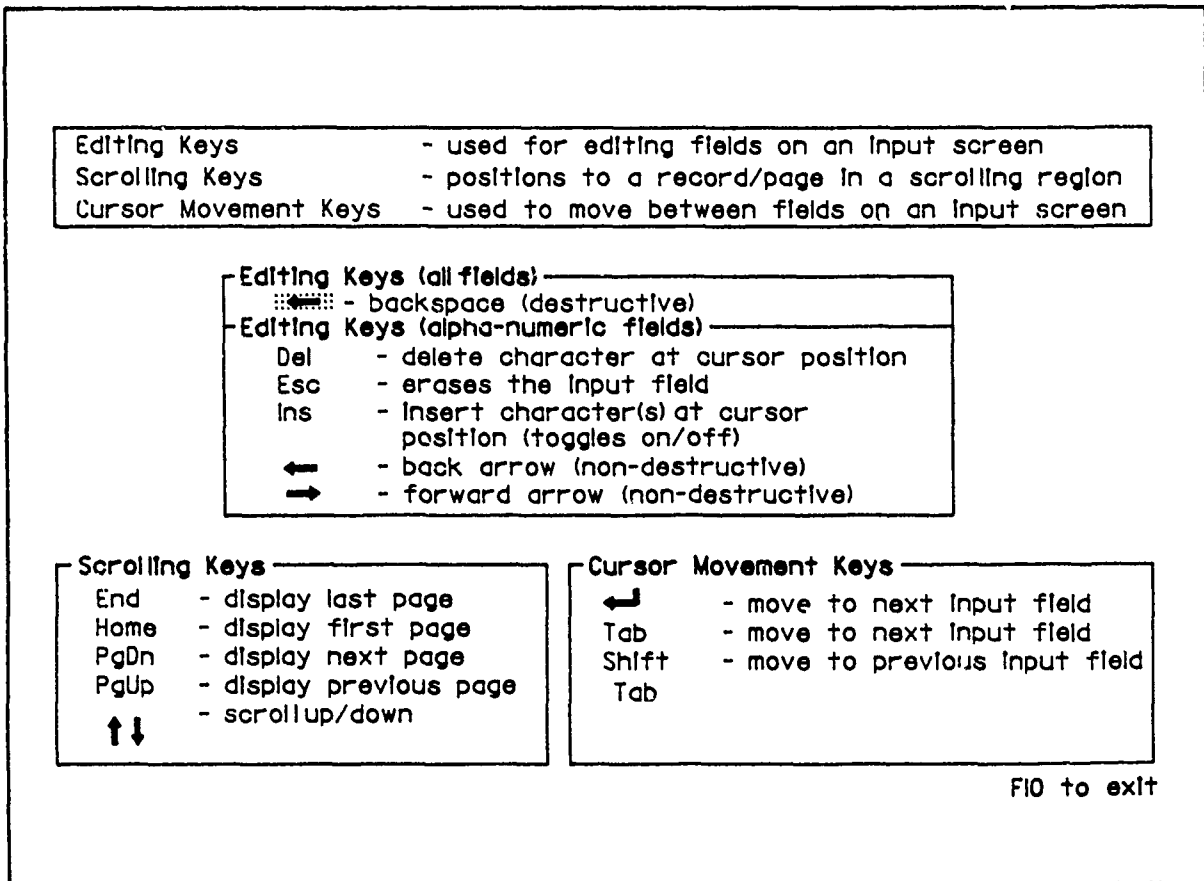 Editing Keys - used for editing fields on an input screen
Scrolling Keys - positions to a record/page in a scrolling region
Cursor Movement Keys - used to move between fields on an input screen
Editing Keys (all fields)
← - backspace (destructive)
Editing Keys (alpha-numeric fields)
Del - delete character at cursor position
Esc - erases the input field
Ins - insert character(s) at cursor
position (toggles on/off)
← - back arrow (non-destructive)
→ - forward arrow (non-destructive)
Scrolling Keys
End - display last page
Home - display first page
PgDn - display next page
PgUp - display previous page
↑↓ - scroll up/down
Cursor Movement Keys
↵ - move to next input field
Tab - move to next input field
Shift - move to previous input field
Tab
F10 to exit